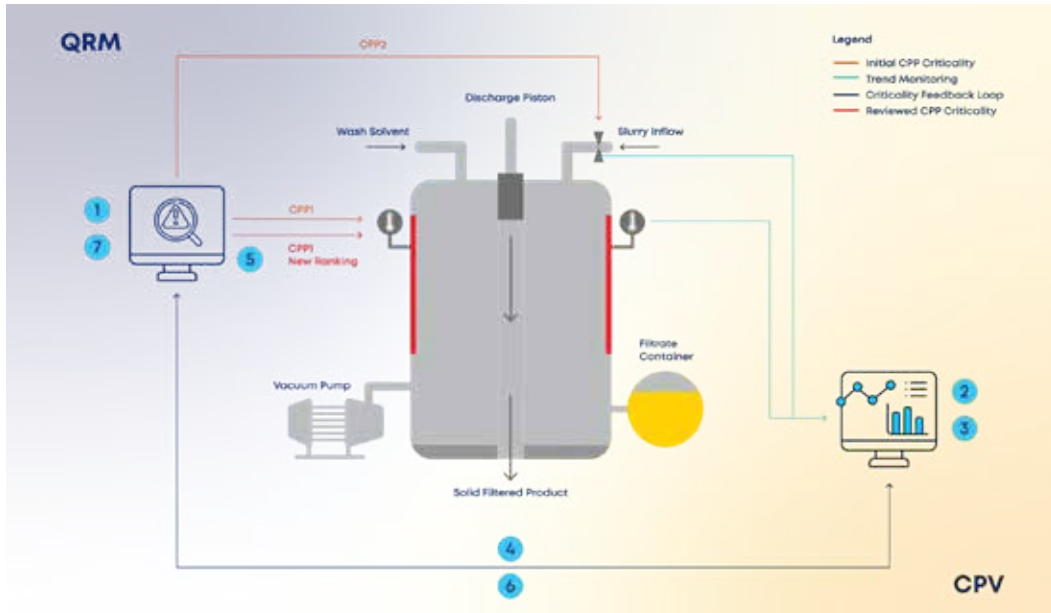 QRM
CPP2
Legend
Initial CPP Criticality
Trend Monitoring
Criticality Feedback Loop
Reviewed CPP Criticality
Discharge Piston
Wash Solvent
Slurry Inflow
1
7
CPP1
CPP1
New Ranking
5
Filtrate
Container
Vacuum Pump
2
3
Solid Filtered Product
4
6
CPV